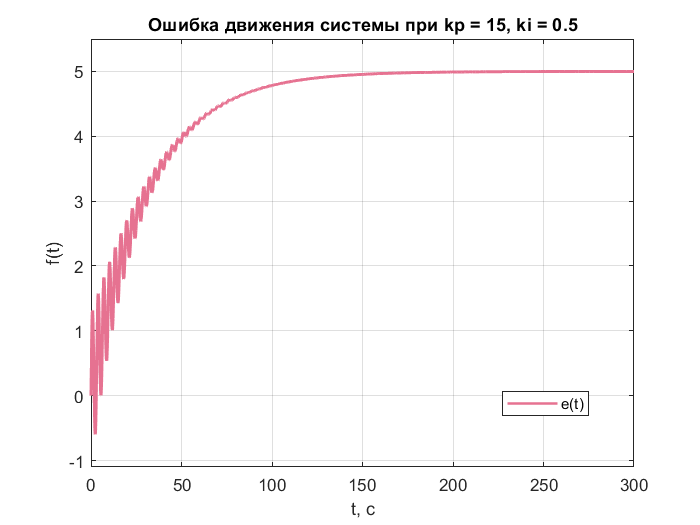 Ошибка движения системы при kp = 15, ki = 0.5
5
4
3
2
1
0
-1
f(t)
e(t)
0 50 100 150 200 250 300
t, c